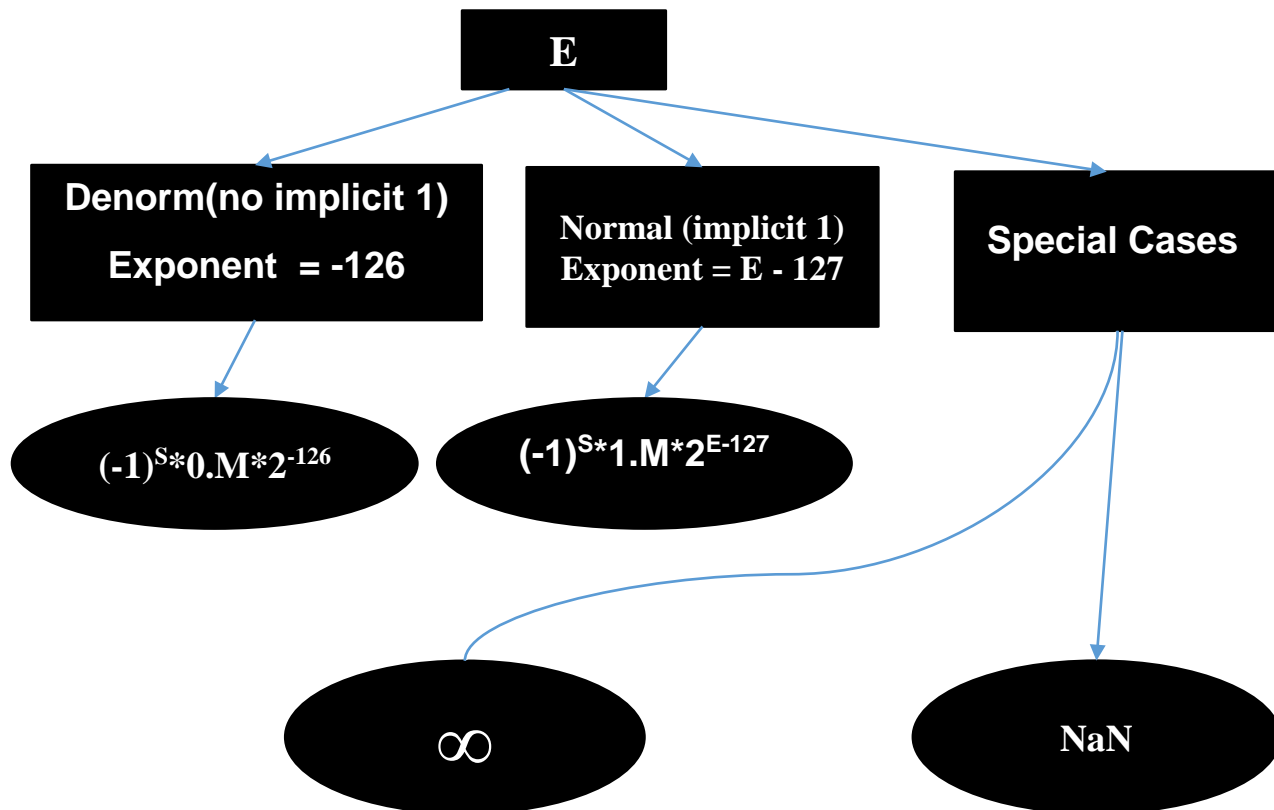 E
Denorm(no implicit 1)
Exponent = -126
Normal (implicit 1)
Exponent = E - 127
Special Cases
(-1)^S*0.M*2^-126
(-1)^S*1.M*2^E-127
∞
NaN